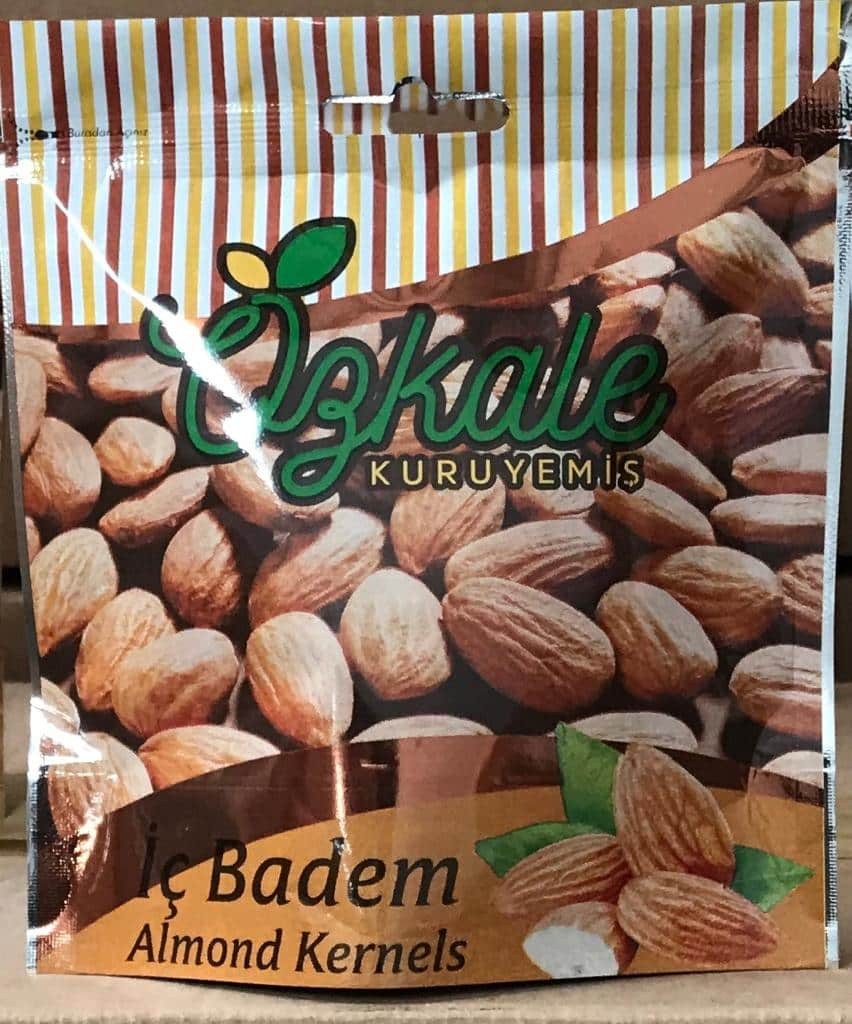 Buradan Açınız
Özkale
KURUYEMİŞ
İç Badem
Almond Kernels